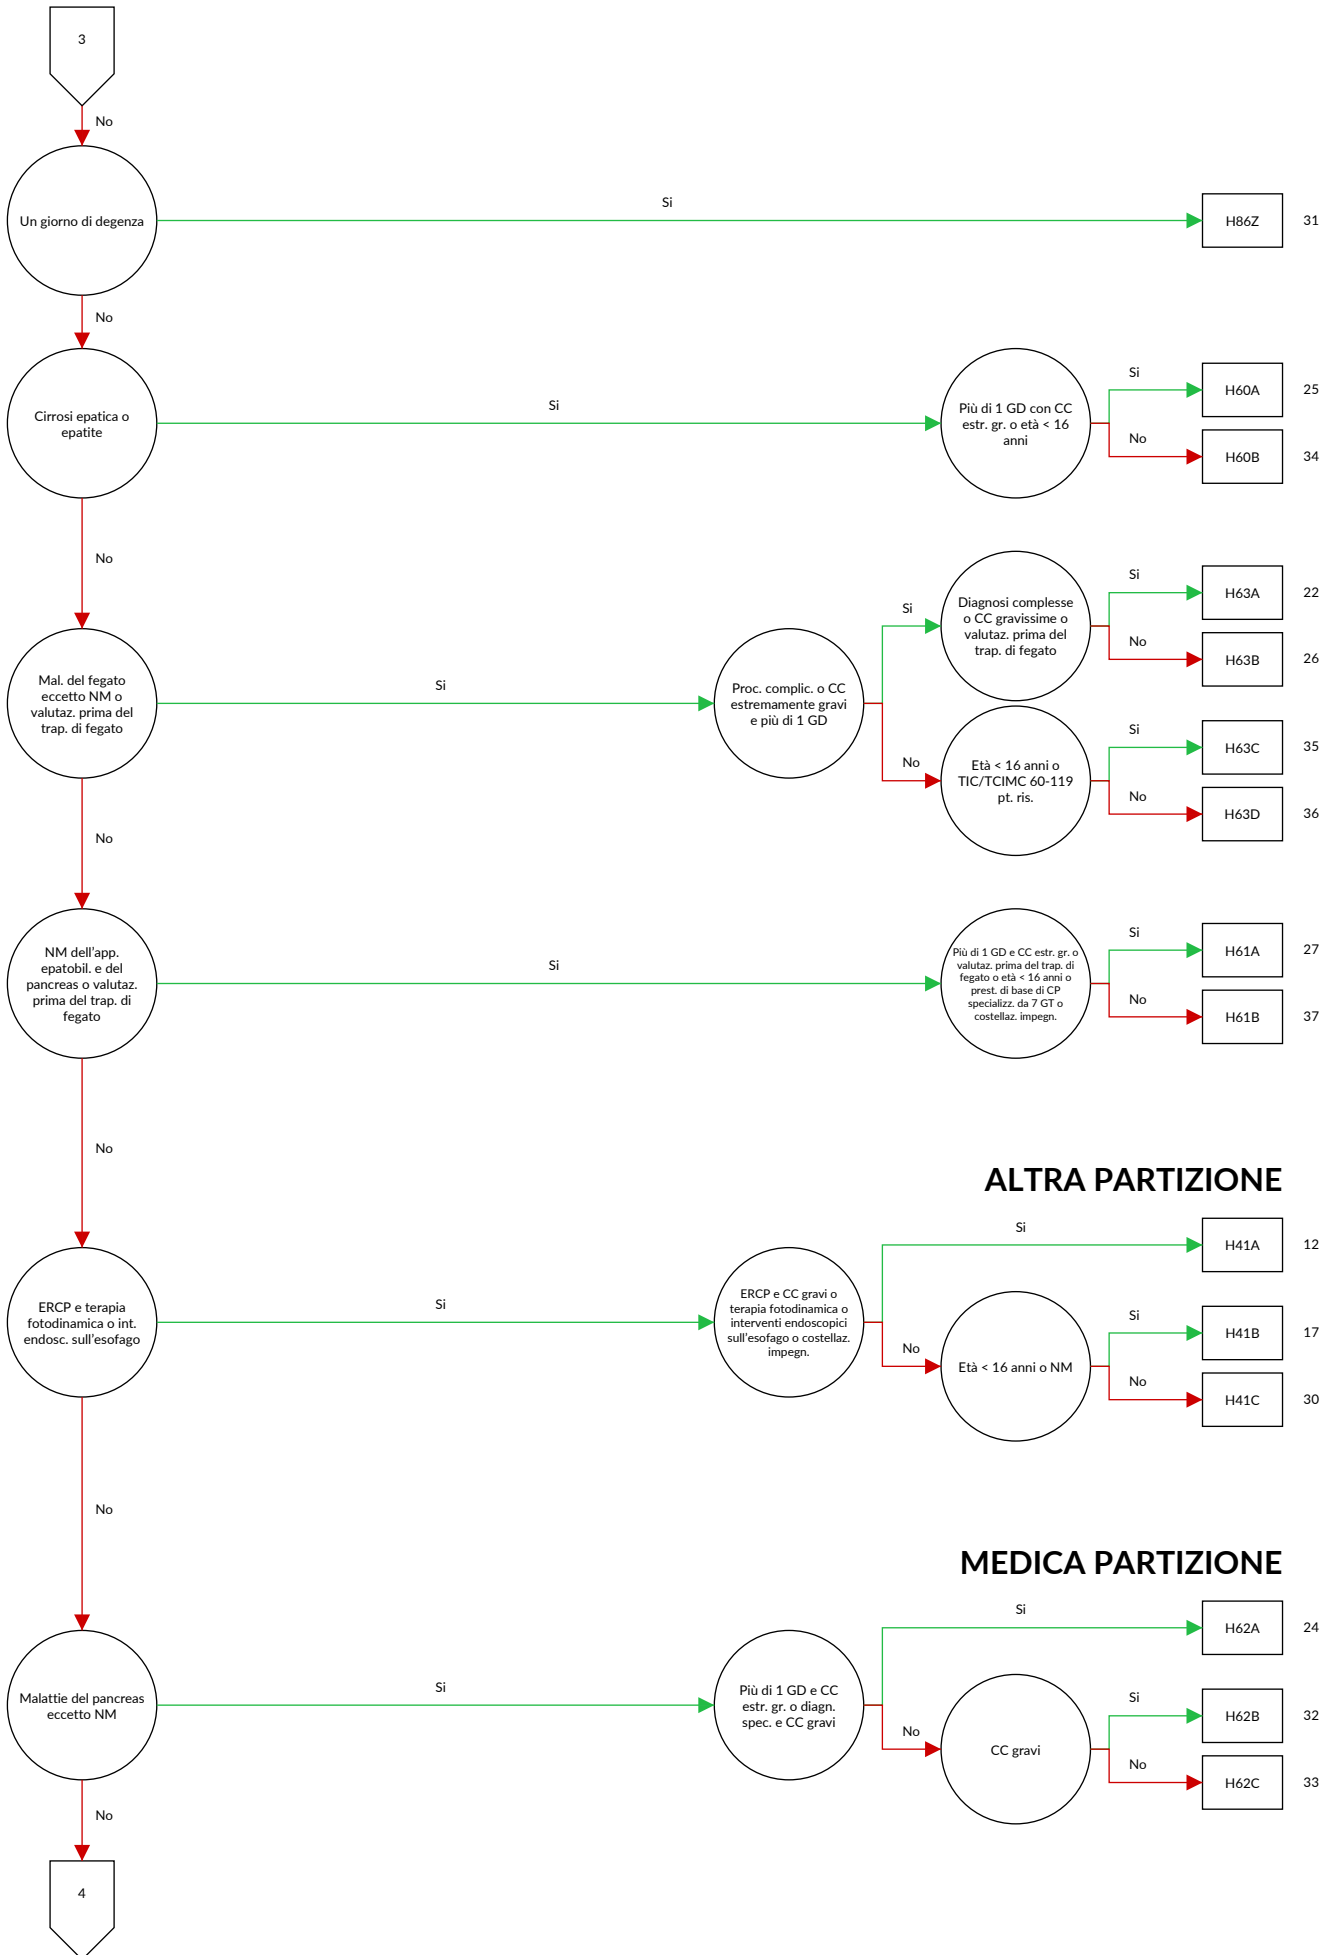 3
No
Un giorno di degenza
Si
H86Z
31
No
Cirrosi epatica o
epatite
Si
Più di 1 GD con CC
estr. gr. o età < 16
anni
Si
H60A
25
No
H60B
34
No
Mal. del fegato
eccetto NM o
valutaz. prima del
trap. di fegato
Si
Proc. complic. o CC
estremamente gravi
e più di 1 GD
Si
Diagnosi complesse
o CC gravissime o
valutaz. prima del
trap. di fegato
Si
H63A
22
No
H63B
26
No
Età < 16 anni o
TIC/TCIMC 60-119
pt. ris.
Si
H63C
35
No
H63D
36
No
NM dell'app.
epatobil. e del
pancreas o valutaz.
prima del trap. di
fegato
Si
Più di 1 GD e CC estr. gr. o
valutaz. prima del trap. di
fegato o età < 16 anni o
prest. di base di CP
specializz. da 7 GT o
costellaz. impegn.
Si
H61A
27
No
H61B
37
No
ALTRA PARTIZIONE
ERCP e terapia
fotodinamica o int.
endosc. sull'esofago
Si
ERCP e CC gravi o
terapia fotodinamica o
interventi endoscopici
sull'esofago o costellaz.
impegn.
Si
H41A
12
No
Età < 16 anni o NM
Si
H41B
17
No
H41C
30
No
MEDICA PARTIZIONE
Malattie del pancreas
eccetto NM
Si
Più di 1 GD e CC
estr. gr. o diagn.
spec. e CC gravi
Si
H62A
24
No
CC gravi
Si
H62B
32
No
H62C
33
No
4